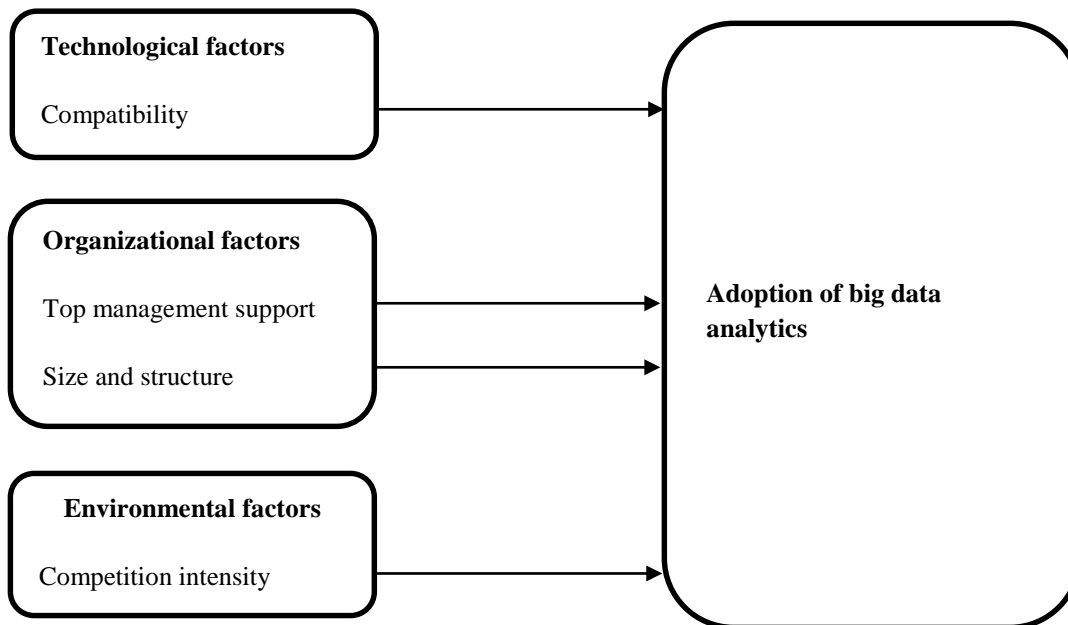 Technological factors
Compatibility
Organizational factors
Top management support
Size and structure
Environmental factors
Competition intensity
Adoption of big data
analytics